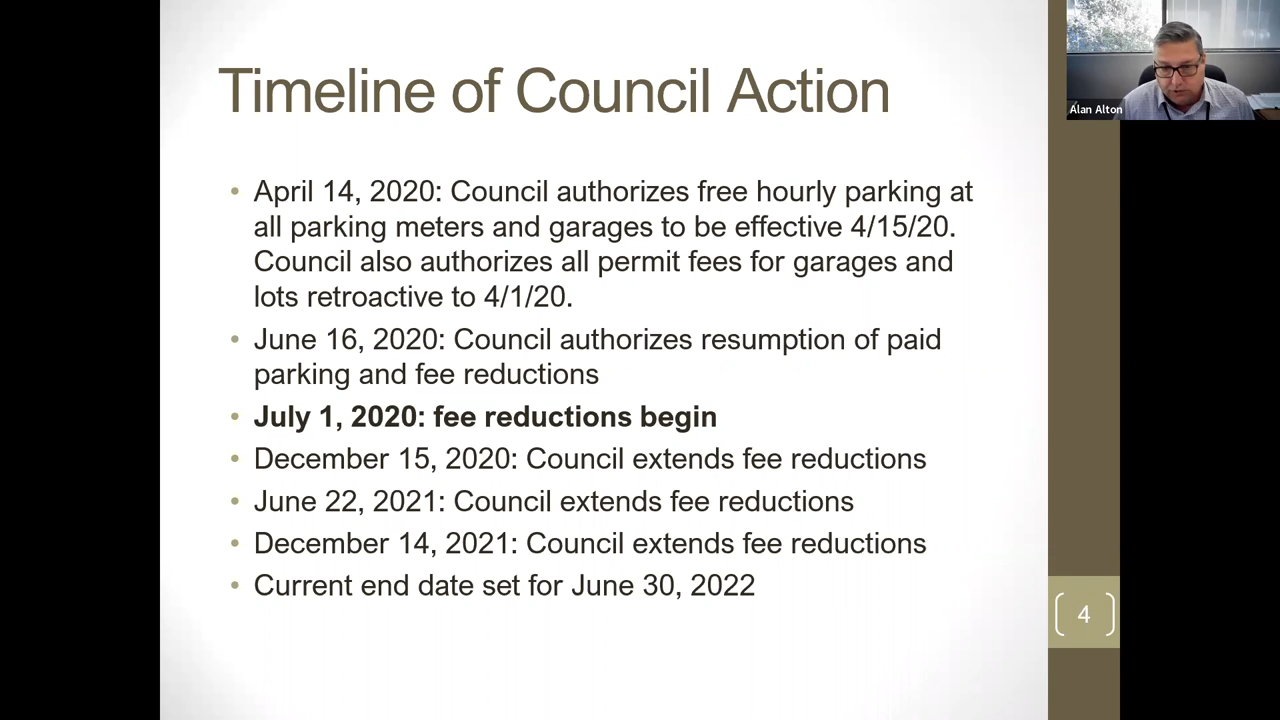 Timeline of Council Action
• April 14, 2020: Council authorizes free hourly parking at
all parking meters and garages to be effective 4/15/20.
Council also authorizes all permit fees for garages and
lots retroactive to 4/1/20.
• June 16, 2020: Council authorizes resumption of paid
parking and fee reductions
• July 1, 2020: fee reductions begin
• December 15, 2020: Council extends fee reductions
• June 22, 2021: Council extends fee reductions
• December 14, 2021: Council extends fee reductions
• Current end date set for June 30, 2022
4
Alan Alton